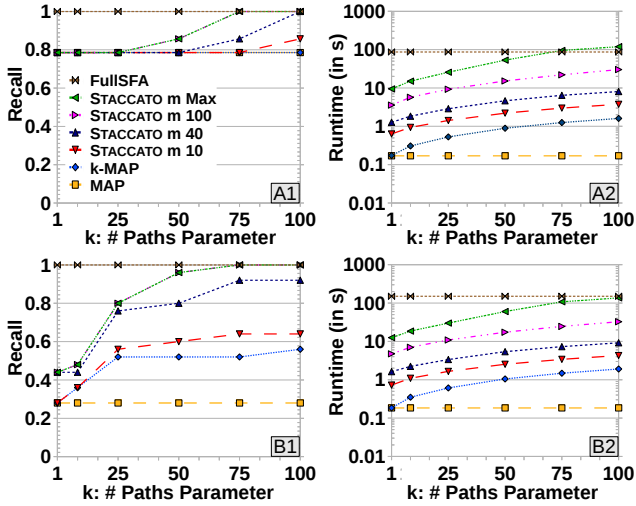 Recall
1
0.8
0.6
0.4
0.2
0
FullSFA
STACCATO m Max
STACCATO m 100
STACCATO m 40
STACCATO m 10
k-MAP
MAP
A1
1 25 50 75 100
k: # Paths Parameter
Runtime (in s)
1000
100
10
1
0.1
0.01
A2
1 25 50 75 100
k: # Paths Parameter
Recall
1
0.8
0.6
0.4
0.2
0
B1
1 25 50 75 100
k: # Paths Parameter
Runtime (in s)
1000
100
10
1
0.1
0.01
B2
1 25 50 75 100
k: # Paths Parameter